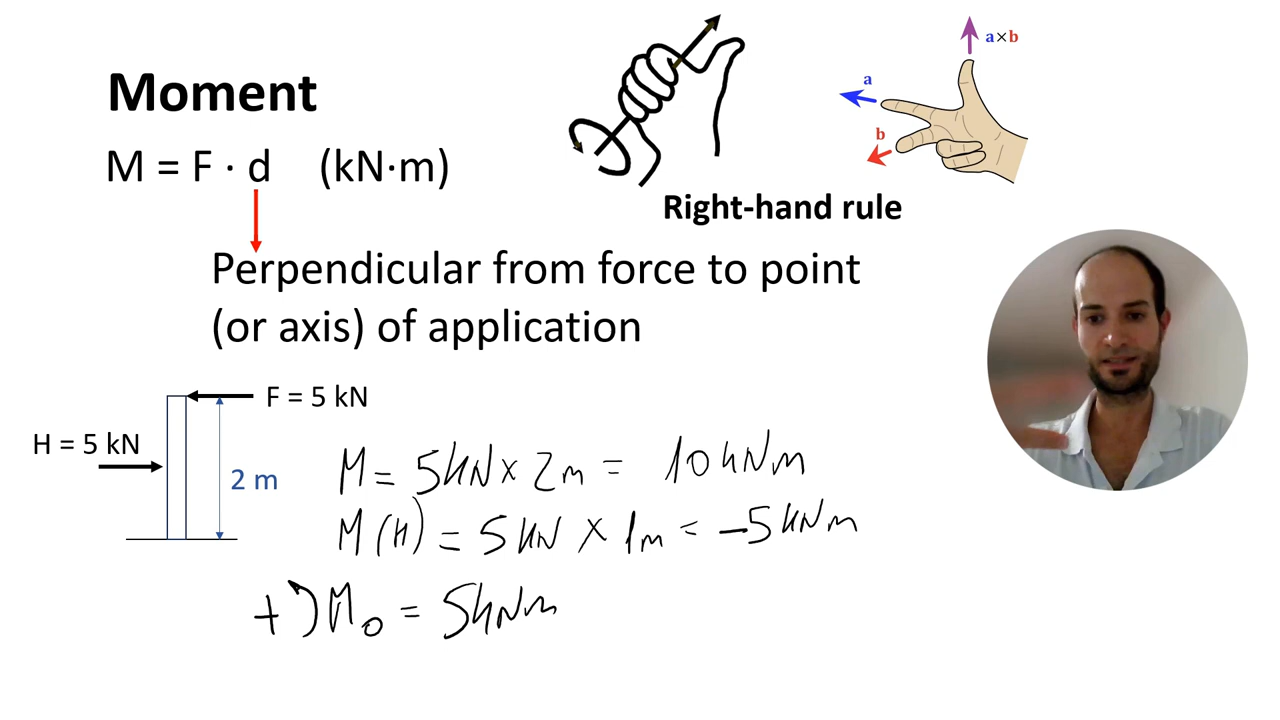 Moment
M = F · d (kN·m)
Perpendicular from force to point
(or axis) of application
a×b
a
b
Right-hand rule
F = 5 kN
H = 5 kN
2 m
M = 5kN x 2m = 10kNm
M(H) = 5kN x 1m = -5kNm
+) M₀ = 5kNm